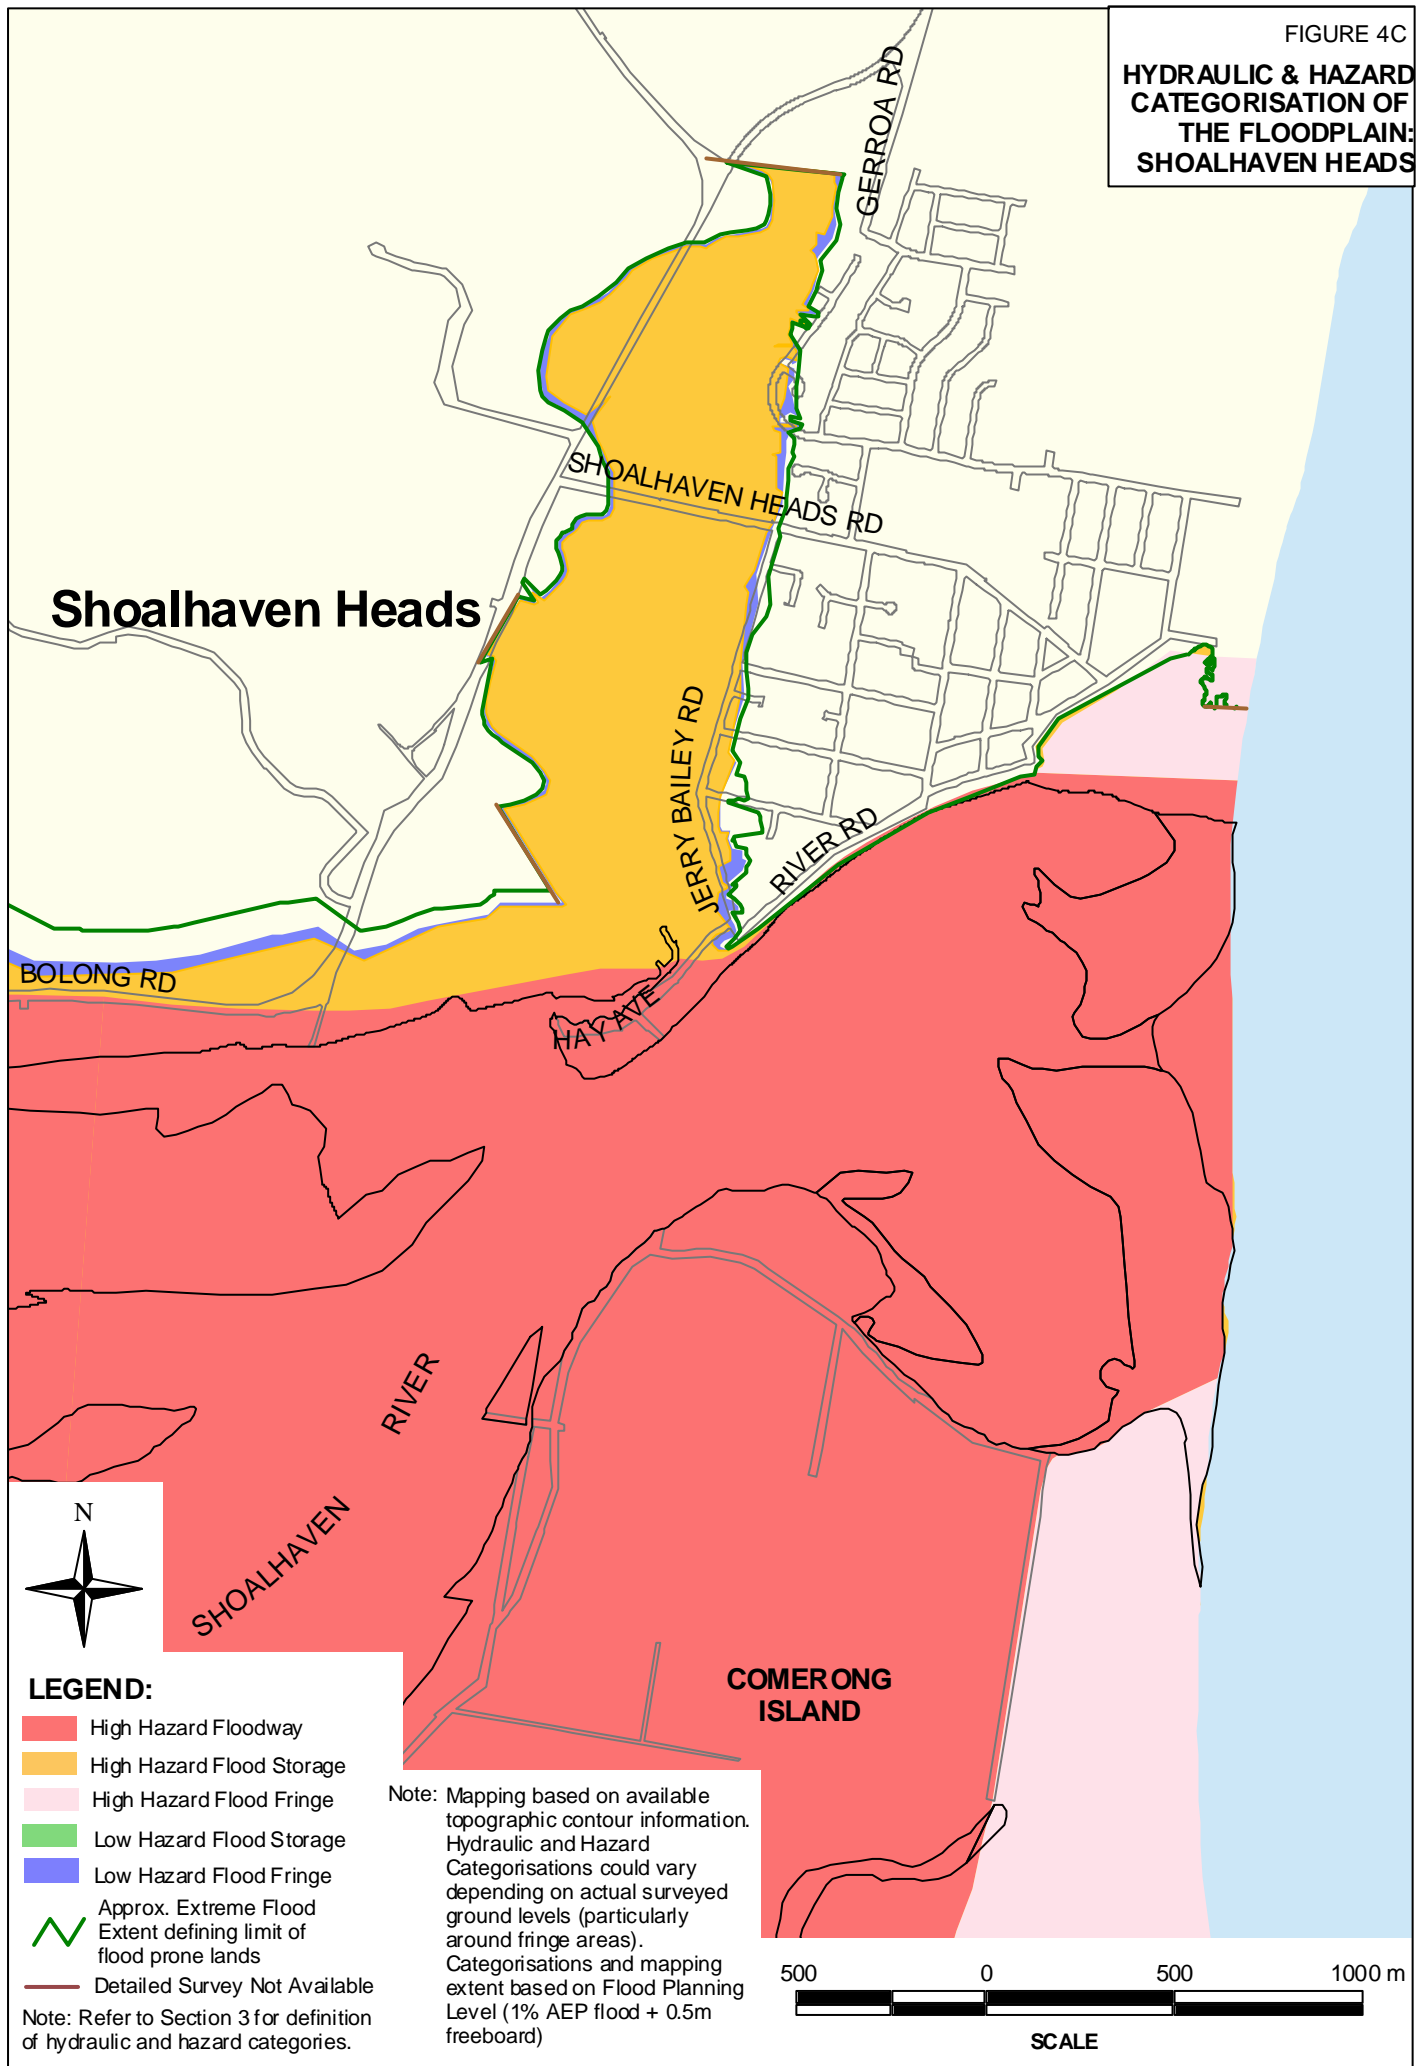 FIGURE 4C
HYDRAULIC & HAZARD
CATEGORISATION OF
THE FLOODPLAIN:
SHOALHAVEN HEADS
GERROA RD
SHOALHAVEN HEADS RD
Shoalhaven Heads
JERRY BAILEY RD
RIVER RD
BOLONG RD
HAY AVE
RIVER
SHOALHAVEN
COMERONG
ISLAND
N
LEGEND:
High Hazard Floodway
High Hazard Flood Storage
High Hazard Flood Fringe
Low Hazard Flood Storage
Low Hazard Flood Fringe
Approx. Extreme Flood
Extent defining limit of
flood prone lands
Detailed Survey Not Available
Note: Refer to Section 3 for definition
of hydraulic and hazard categories.
Note: Mapping based on available
topographic contour information.
Hydraulic and Hazard
Categorisations could vary
depending on actual surveyed
ground levels (particularly
around fringe areas).
Categorisations and mapping
extent based on Flood Planning
Level (1% AEP flood + 0.5m
freeboard)
500 0 500 1000 m
SCALE